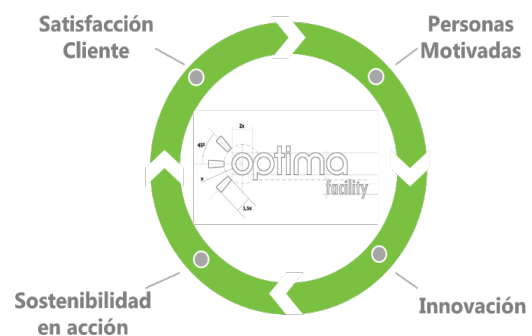 Satisfacción
Cliente
Personas
Motivadas
2x
45º
x
optima
facility
1,5x
Sostenibilidad
en acción
Innovación